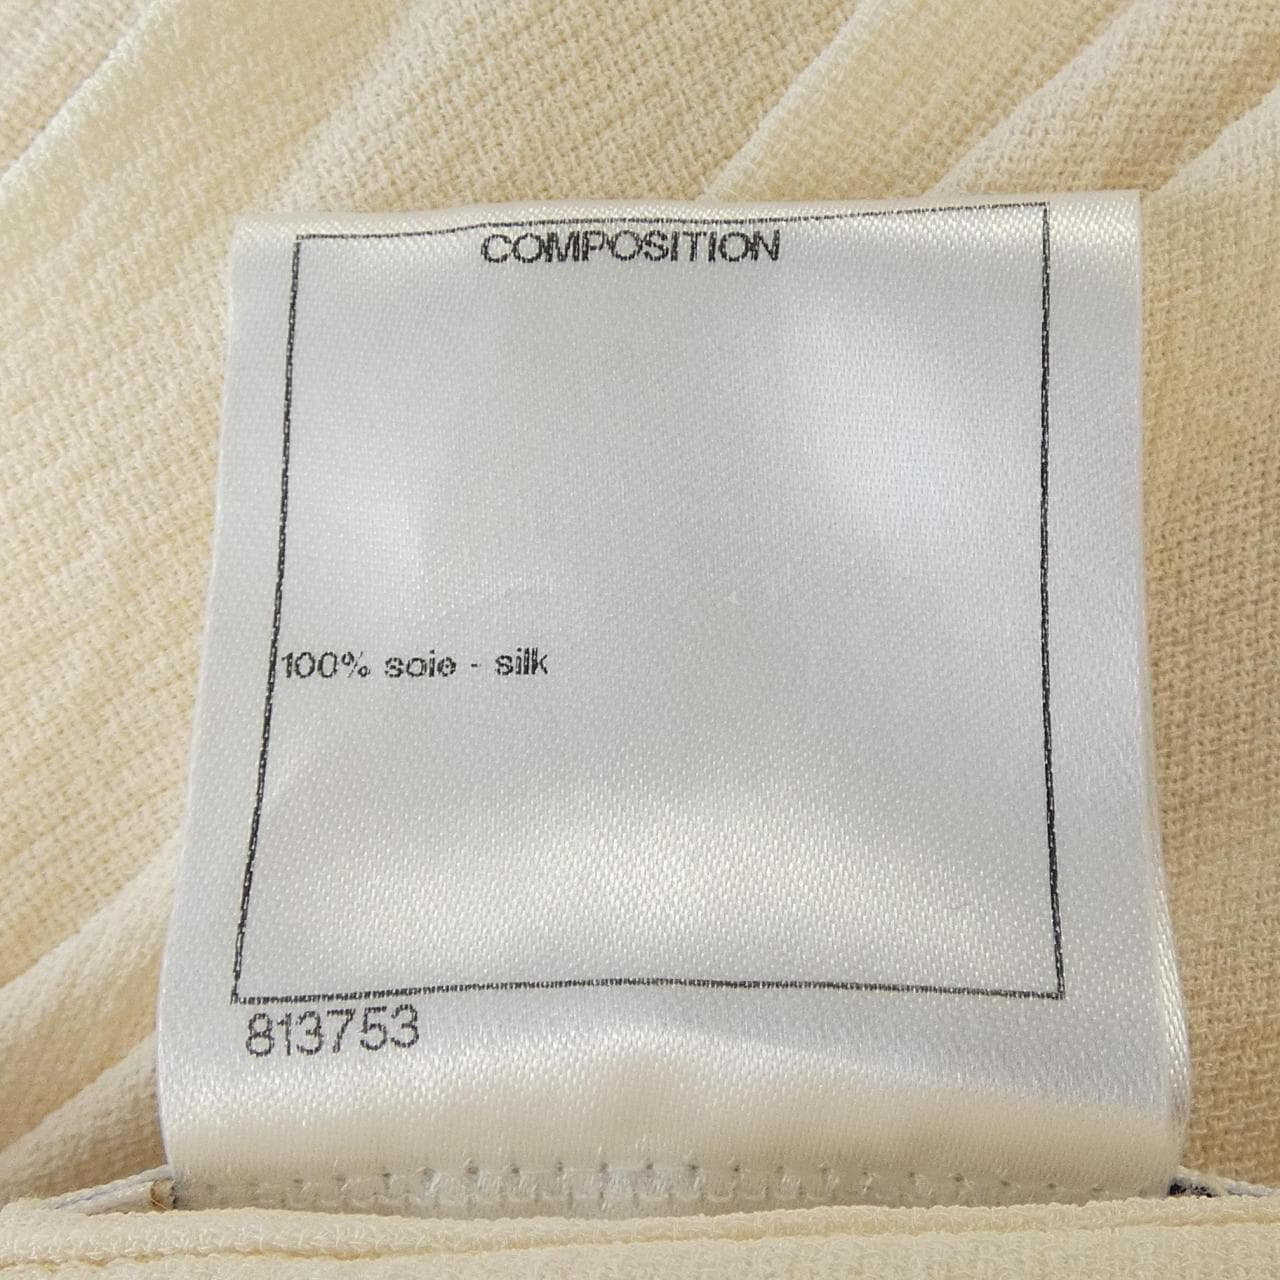 COMPOSITION
100% soie - silk
813753